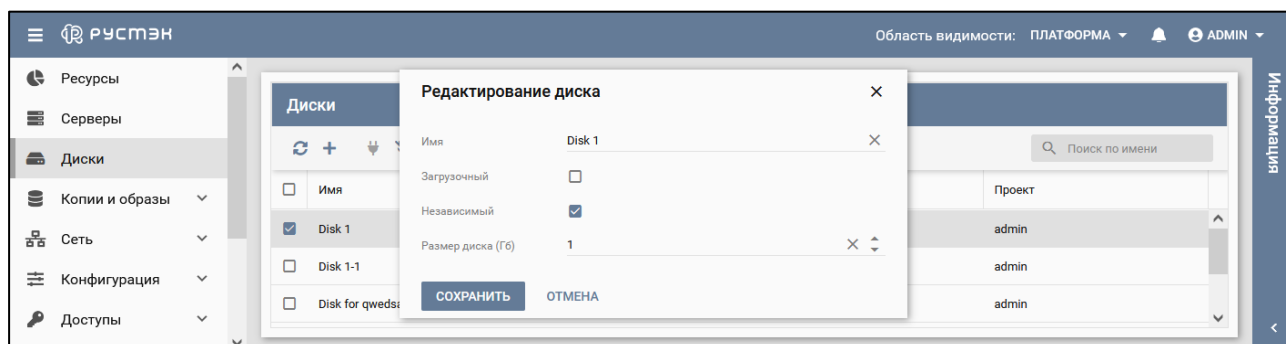 РУСТЭК
Область видимости: ПЛАТФОРМА
ADMIN
Ресурсы
Серверы
Диски
Копии и образы
Сеть
Конфигурация
Доступы
Диски
Поиск по имени
Имя
Проект
Disk 1
admin
Disk 1-1
admin
Disk for qweds
admin
Редактирование диска
Имя
Disk 1
Загрузочный
Независимый
Размер диска (Гб)
1
СОХРАНИТЬ
ОТМЕНА
Информация